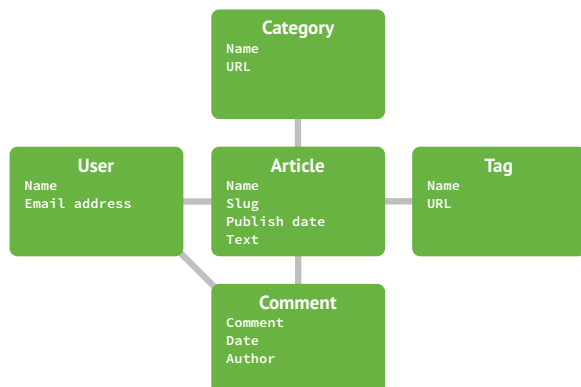 Category
Name
URL
User
Name
Email address
Article
Name
Slug
Publish date
Text
Tag
Name
URL
Comment
Comment
Date
Author